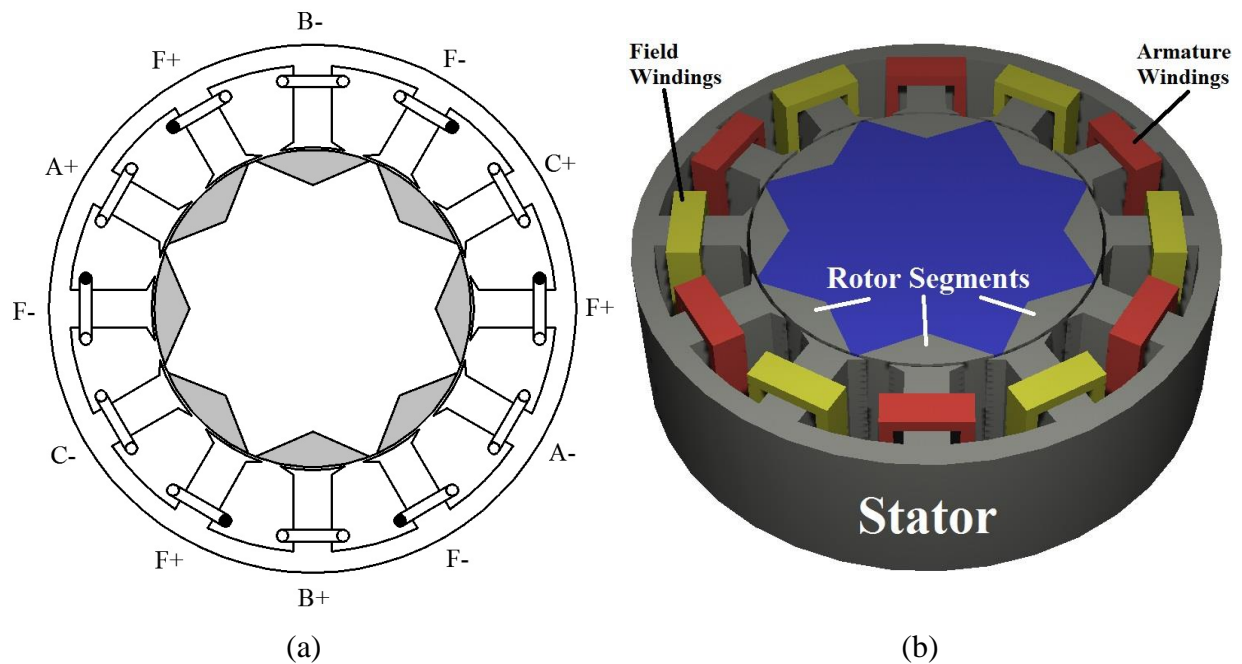 B-
F+
F-
A+
C+
F-
F+
C-
A-
F+
F-
B+
(a)
Field
Windings
Armature
Windings
Rotor Segments
Stator
(b)